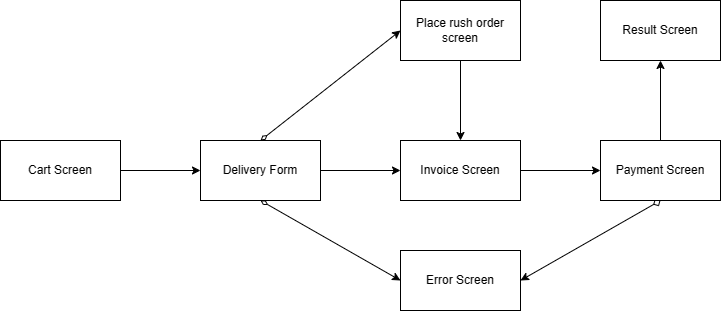 Place rush order
screen
Result Screen
Cart Screen
Delivery Form
Invoice Screen
Payment Screen
Error Screen